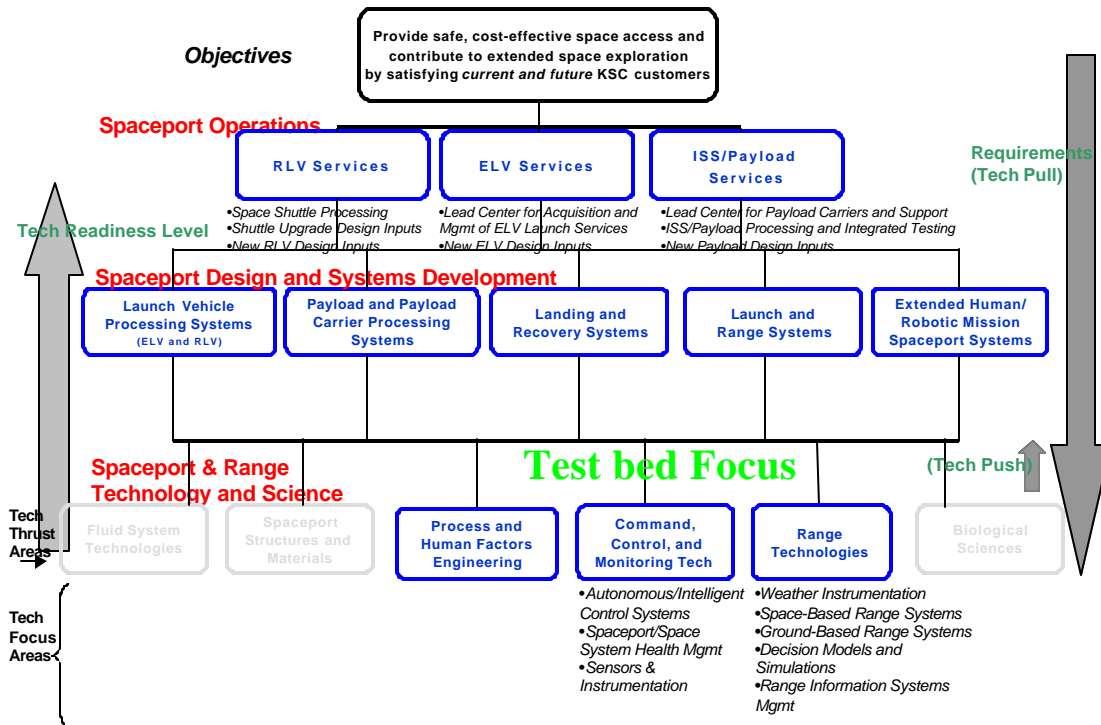 Objectives
Provide safe, cost-effective space access and
contribute to extended space exploration
by satisfying current and future KSC customers
Spaceport Operations
RLV Services
ELV Services
ISS/Payload
Services
Requirements
(Tech Pull)
Tech Readiness Level
•Space Shuttle Processing
•Shuttle Upgrade Design Inputs
•New RLV Design Inputs
•Lead Center for Acquisition and
Mgmt of ELV Launch Services
•New ELV Design Inputs
•Lead Center for Payload Carriers and Support
•ISS/Payload Processing and Integrated Testing
•New Payload Design Inputs
Spaceport Design and Systems Development
Launch Vehicle
Processing Systems
(ELV and RLV)
Payload and Payload
Carrier Processing
Systems
Landing and
Recovery Systems
Launch and
Range Systems
Extended Human/
Robotic Mission
Spaceport Systems
Spaceport & Range
Technology and Science
Test bed Focus
(Tech Push)
Tech
Thrust
Areas
Fluid System
Technologies
Spaceport
Structures and
Materials
Process and
Human Factors
Engineering
Command,
Control, and
Monitoring Tech
Range
Technologies
Biological
Sciences
Tech
Focus
Areas
•Autonomous/Intelligent
Control Systems
•Spaceport/Space
System Health Mgmt
•Sensors &
Instrumentation
•Weather Instrumentation
•Space-Based Range Systems
•Ground-Based Range Systems
•Decision Models and
Simulations
•Range Information Systems
Mgmt